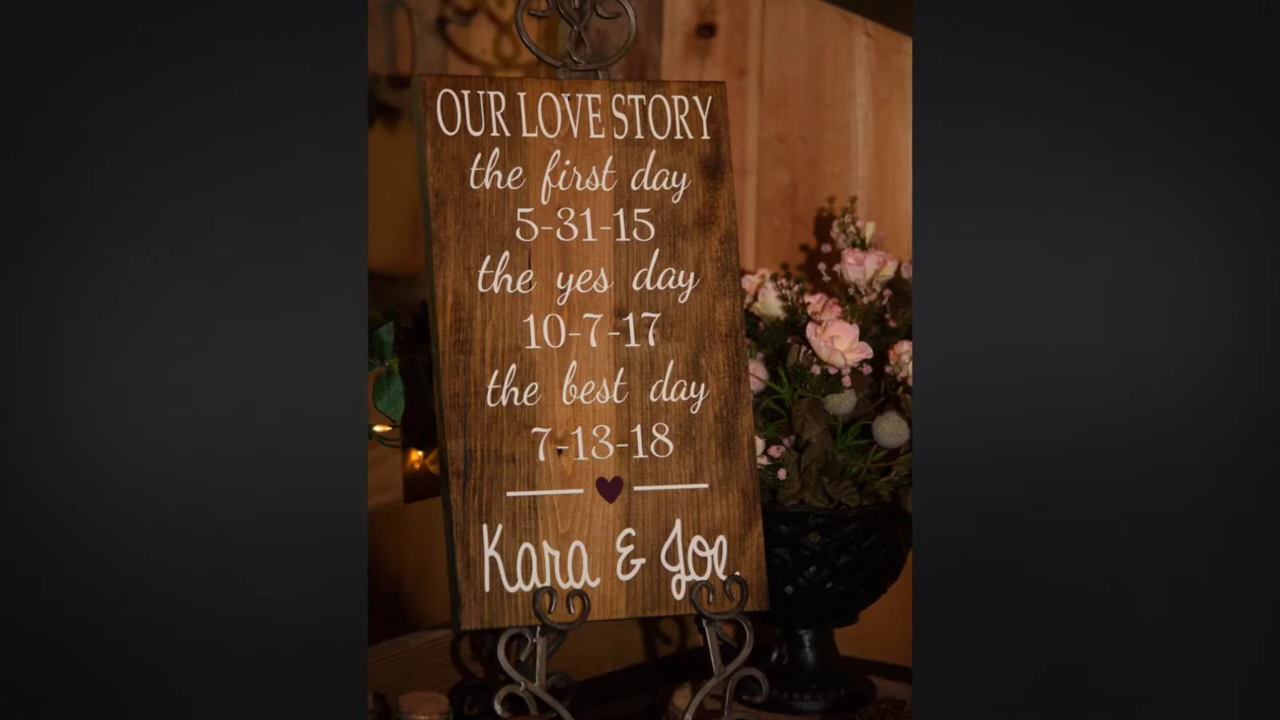 OUR LOVE STORY
the first day
5-31-15
the yes day
10-7-17
the best day
7-13-18
Kara & Joe